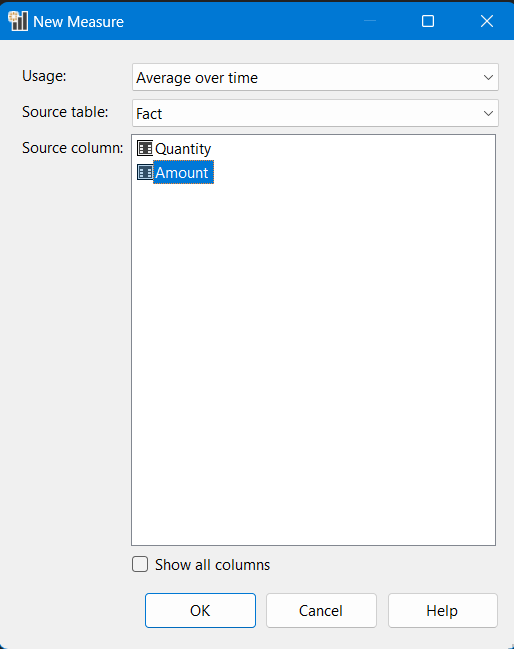 New Measure
Usage: Average over time
Source table: Fact
Source column: Quantity
Amount
Show all columns
OK Cancel Help